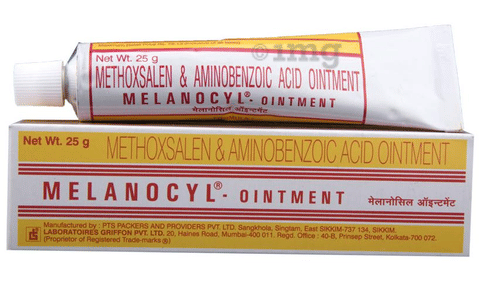 1mg
Net Wt. 25 g
METHOXSALEN & AMINOBENZOIC ACID OINTMENT
MELANOCYL® - OINTMENT
मेलानोसिल ऑइन्टमेंट
Net Wt. 25 g
METHOXSALEN & AMINOBENZOIC ACID OINTMENT
MELANOCYL® - OINTMENT मेलानोसिल ऑइन्टमेंट
Manufactured by : PTS PACKERS AND PROVIDERS PVT. LTD. Sangkhola, Singtam, East SIKKIM-737 134, SIKKIM.
LABORATOIRES GRIFFON PVT. LTD. 20, Haines Road, Mumbai-400 011. Regd. Office : 40-B, Prinsep Street, Kolkata-700 072.
(Proprietor of Registered Trade-marks ®)